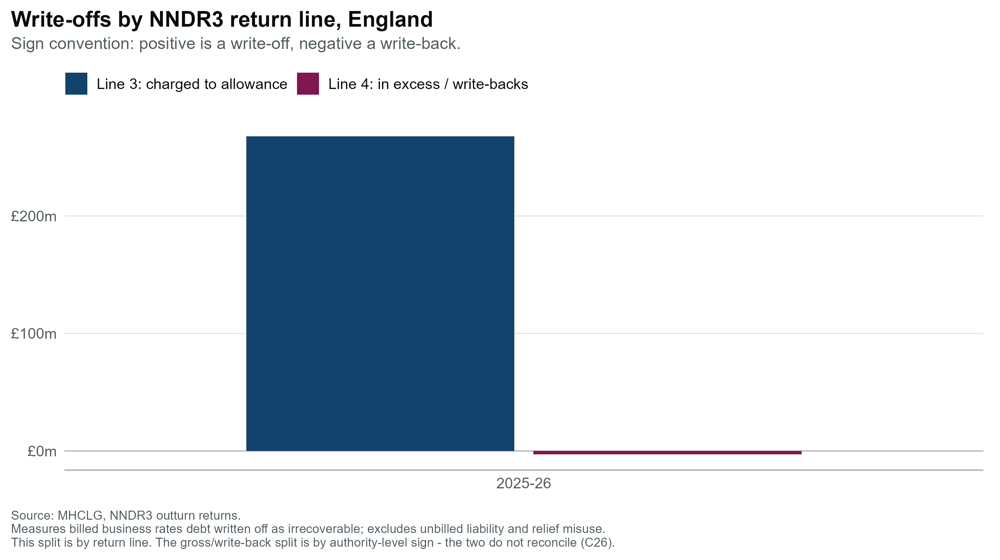 Write-offs by NNDR3 return line, England
Sign convention: positive is a write-off, negative a write-back.
Line 3: charged to allowance
Line 4: in excess / write-backs
£200m
£100m
£0m
2025-26
Source: MHCLG, NNDR3 outturn returns.
Measures billed business rates debt written off as irrecoverable; excludes unbilled liability and relief misuse.
This split is by return line. The gross/write-back split is by authority-level sign - the two do not reconcile (C26).